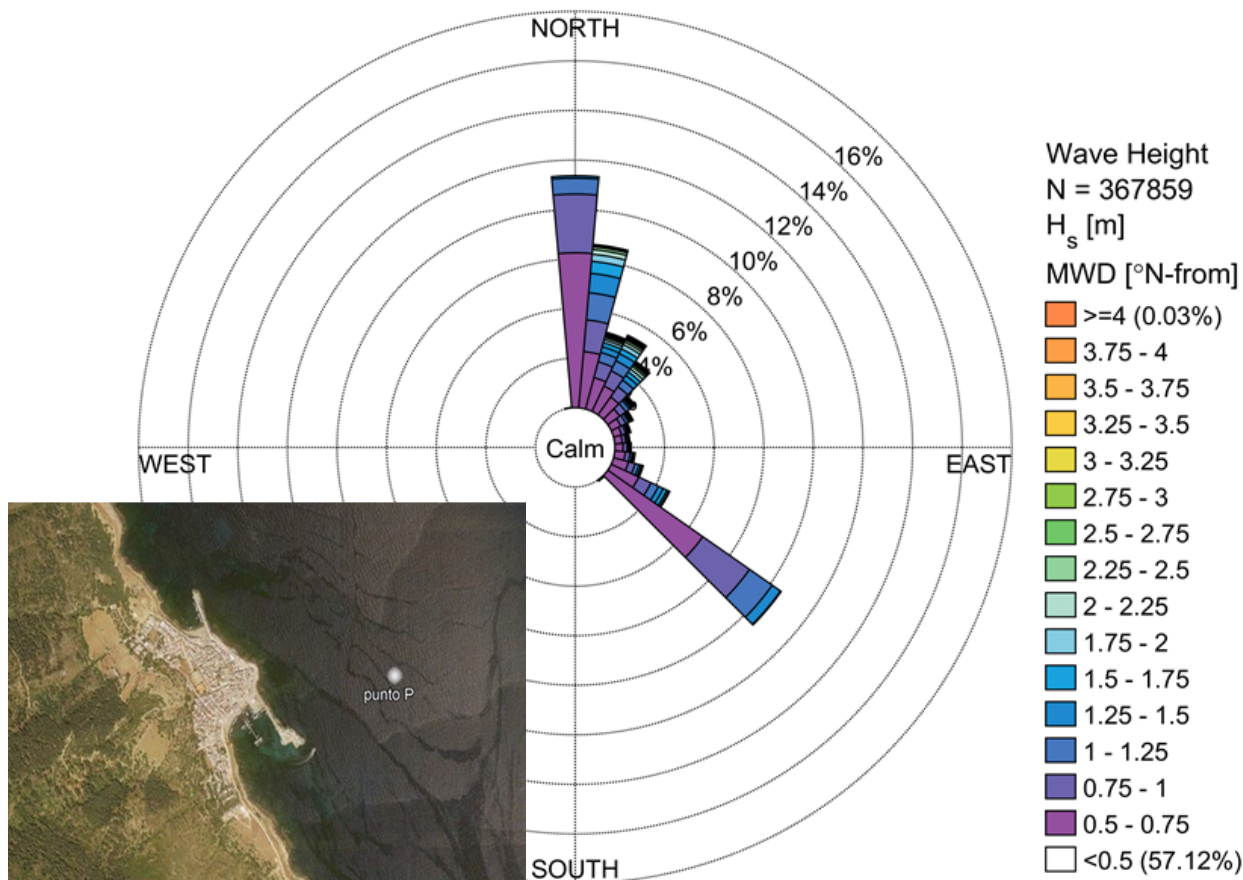 NORTH
16%
14%
12%
10%
8%
6%
4%
Calm
WEST
EAST
SOUTH
punto P
Wave Height
N = 367859
Hs [m]
MWD [°N-from]
>=4 (0.03%)
3.75 - 4
3.5 - 3.75
3.25 - 3.5
3 - 3.25
2.75 - 3
2.5 - 2.75
2.25 - 2.5
2 - 2.25
1.75 - 2
1.5 - 1.75
1.25 - 1.5
1 - 1.25
0.75 - 1
0.5 - 0.75
<0.5 (57.12%)